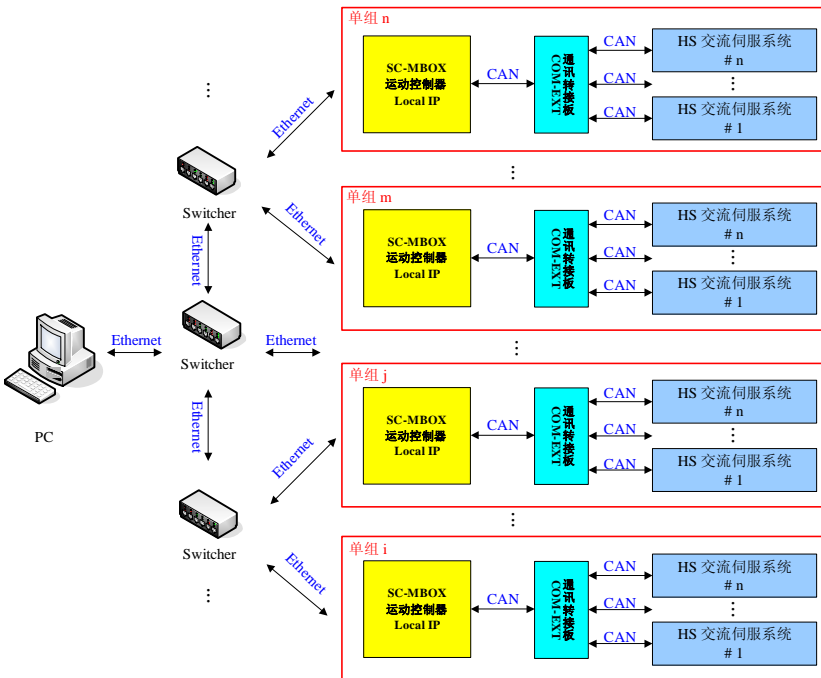 单组 n
SC-MBOX
运动控制器
Local IP
CAN
通讯转接板
COM-EXT
CAN
CAN
CAN
HS 交流伺服系统
# n
⋮
HS 交流伺服系统
# 1
⋮
Ethernet
Switcher
Ethernet
⋮
单组 m
SC-MBOX
运动控制器
Local IP
CAN
通讯转接板
COM-EXT
CAN
CAN
CAN
HS 交流伺服系统
# n
⋮
HS 交流伺服系统
# 1
Ethernet
PC
Ethernet
Switcher
Ethernet
⋮
Ethernet
单组 j
SC-MBOX
运动控制器
Local IP
CAN
通讯转接板
COM-EXT
CAN
CAN
CAN
HS 交流伺服系统
# n
⋮
HS 交流伺服系统
# 1
Ethernet
Switcher
Ethernet
⋮
⋮
单组 i
SC-MBOX
运动控制器
Local IP
CAN
通讯转接板
COM-EXT
CAN
CAN
CAN
HS 交流伺服系统
# n
⋮
HS 交流伺服系统
# 1